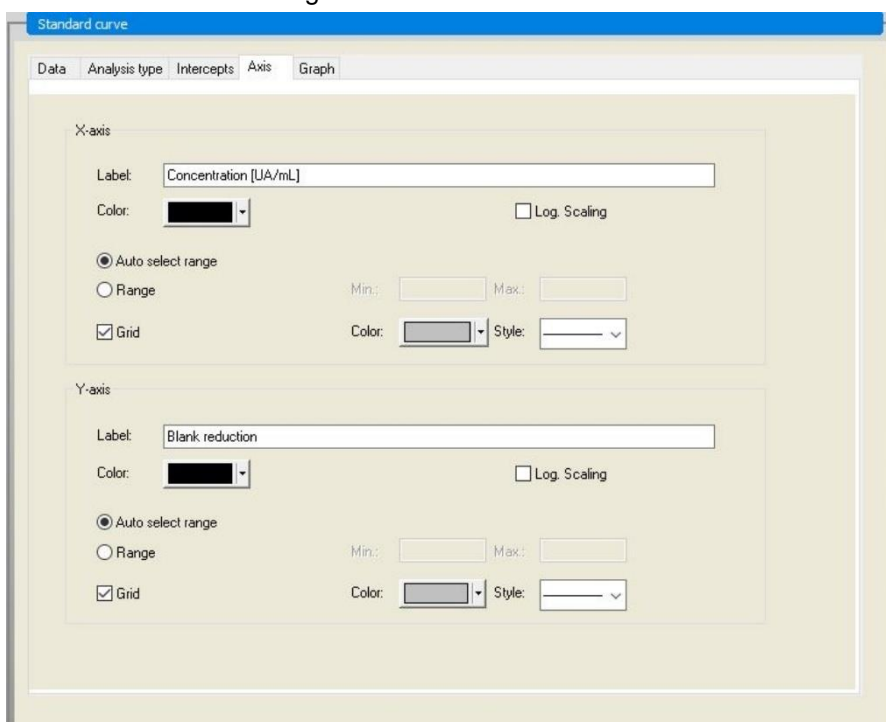 Standard curve
Data Analysis type Intercepts Axis Graph
X-axis
Label: Concentration [UA/mL]
Color: Log. Scaling
Auto select range
Range Min.: Max.:
Grid Color: Style:
Y-axis
Label: Blank reduction
Color: Log. Scaling
Auto select range
Range Min.: Max.:
Grid Color: Style: